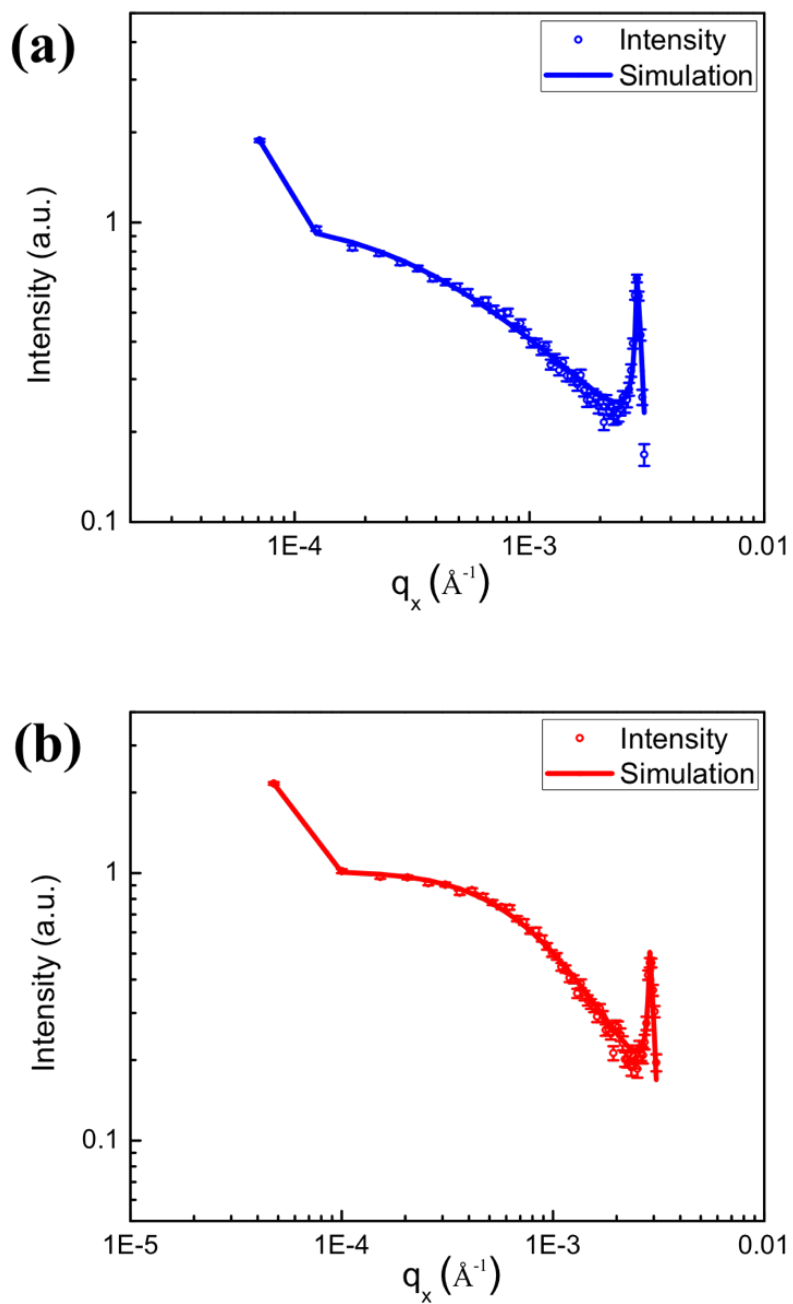 (a)
Intensity
Simulation
Intensity (a.u.)
1
0.1
1E-4
1E-3
0.01
qx (Å-1)
(b)
Intensity
Simulation
Intensity (a.u.)
1
0.1
1E-5
1E-4
1E-3
0.01
qx (Å-1)